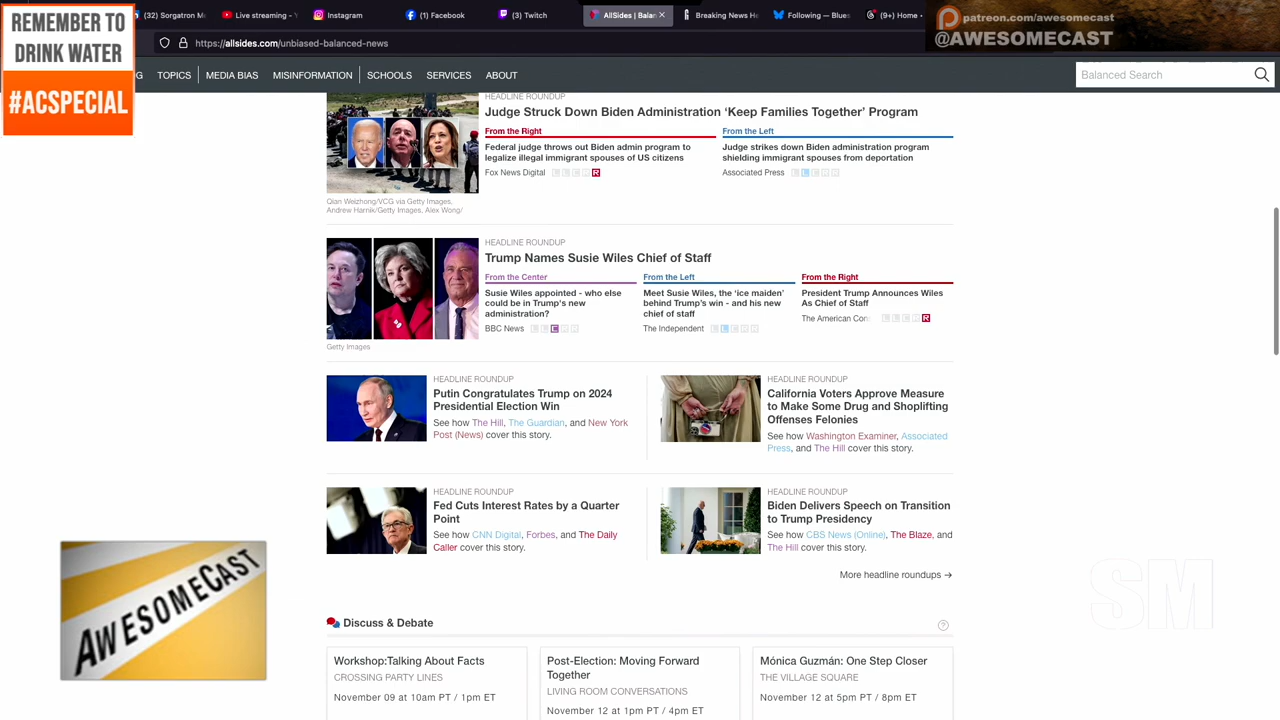 REMEMBER TO
DRINK WATER
#ACSPECIAL
(32) Sorgatron Me
Live streaming -
Instagram
(1) Facebook
(3) Twitch
AllSides | Balan
Breaking News He
Following — Blues
(9+) Home •
patreon.com/awesomecast
@AWESOMECAST
https://allsides.com/unbiased-balanced-news
G TOPICS MEDIA BIAS MISINFORMATION SCHOOLS SERVICES ABOUT
Balanced Search
HEADLINE ROUNDUP
Judge Struck Down Biden Administration ‘Keep Families Together’ Program
From the Right
Federal judge throws out Biden admin program to
legalize illegal immigrant spouses of US citizens
Fox News Digital R
From the Left
Judge strikes down Biden administration program
shielding immigrant spouses from deportation
Associated Press L L C R R
Qian Weizhong/VCG via Getty Images,
Andrew Harnik/Getty Images, Alex Wong/
HEADLINE ROUNDUP
Trump Names Susie Wiles Chief of Staff
From the Center
Susie Wiles appointed - who else
could be in Trump's new
administration?
BBC News L L C R R
From the Left
Meet Susie Wiles, the ‘ice maiden’
behind Trump’s win - and his new
chief of staff
The Independent L L C R R
From the Right
President Trump Announces Wiles
As Chief of Staff
The American Con L L C R R
Getty Images
HEADLINE ROUNDUP
Putin Congratulates Trump on 2024
Presidential Election Win
See how The Hill, The Guardian, and New York
Post (News) cover this story.
HEADLINE ROUNDUP
California Voters Approve Measure
to Make Some Drug and Shoplifting
Offenses Felonies
See how Washington Examiner, Associated
Press, and The Hill cover this story.
HEADLINE ROUNDUP
Fed Cuts Interest Rates by a Quarter
Point
See how CNN Digital, Forbes, and The Daily
Caller cover this story.
HEADLINE ROUNDUP
Biden Delivers Speech on Transition
to Trump Presidency
See how CBS News (Online), The Blaze, and
The Hill cover this story.
More headline roundups →
AWESOMECAST
SM
Discuss & Debate
?
Workshop:Talking About Facts
CROSSING PARTY LINES
November 09 at 10am PT / 1pm ET
Post-Election: Moving Forward
Together
LIVING ROOM CONVERSATIONS
November 12 at 1pm PT / 4pm ET
Mónica Guzmán: One Step Closer
THE VILLAGE SQUARE
November 12 at 5pm PT / 8pm ET